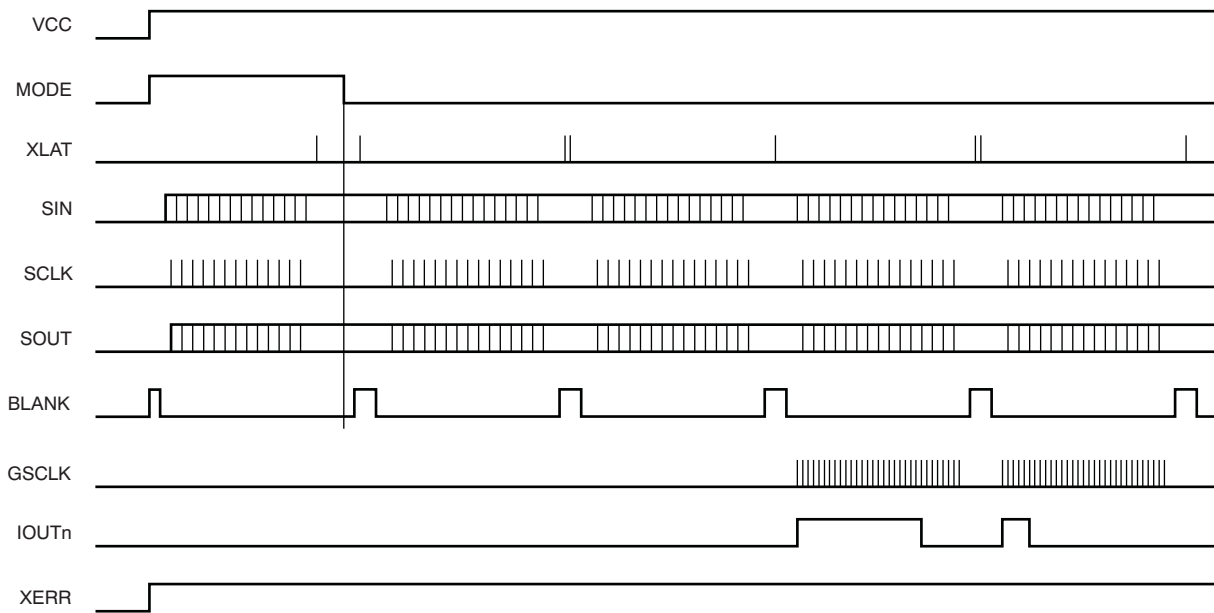 VCC
MODE
XLAT
SIN
SCLK
SOUT
BLANK
GSCLK
IOUTn
XERR